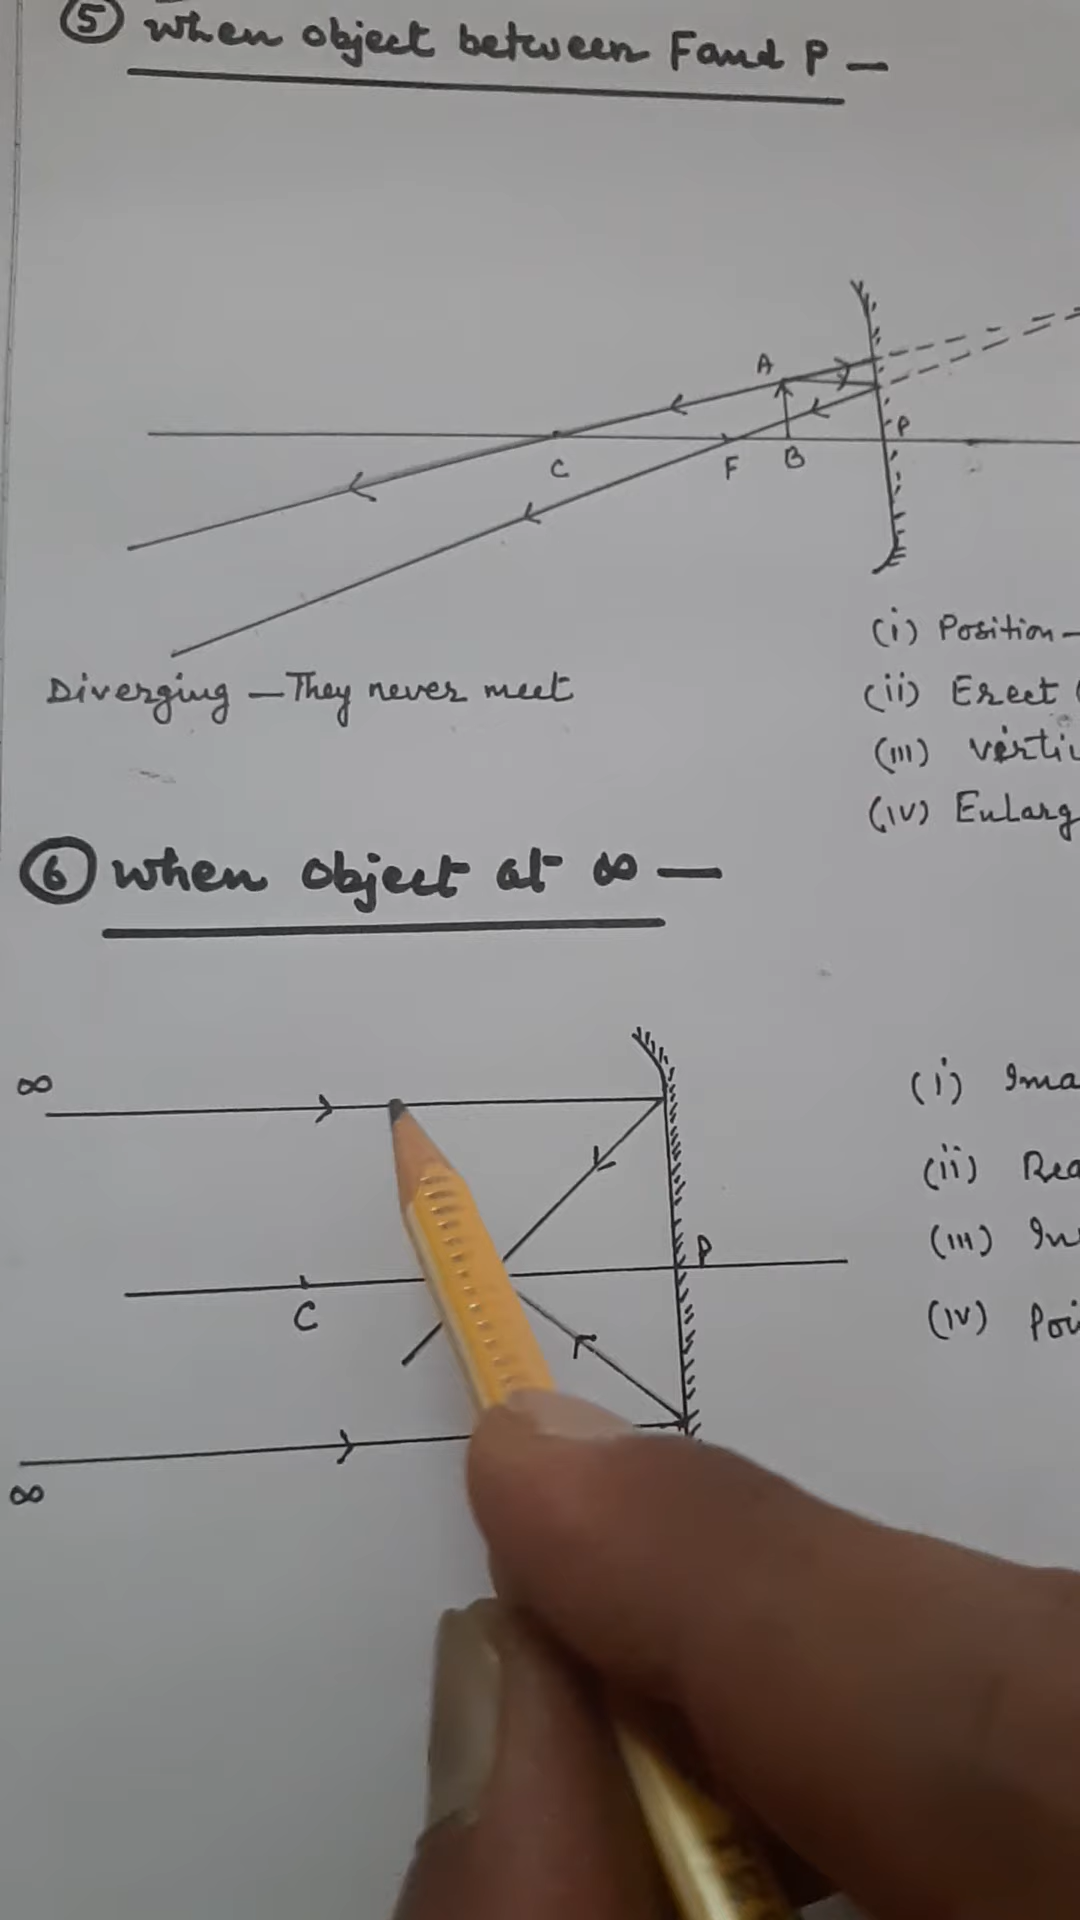 ⑤ When object between F and P —
A
P
C
F
B
(i) Position —
Diverging — They never meet
(ii) Erect
(iii)
(iv)
⑥ When object at ∞ —
∞
(i)
(ii)
P
(iii)
C
(iv)
∞